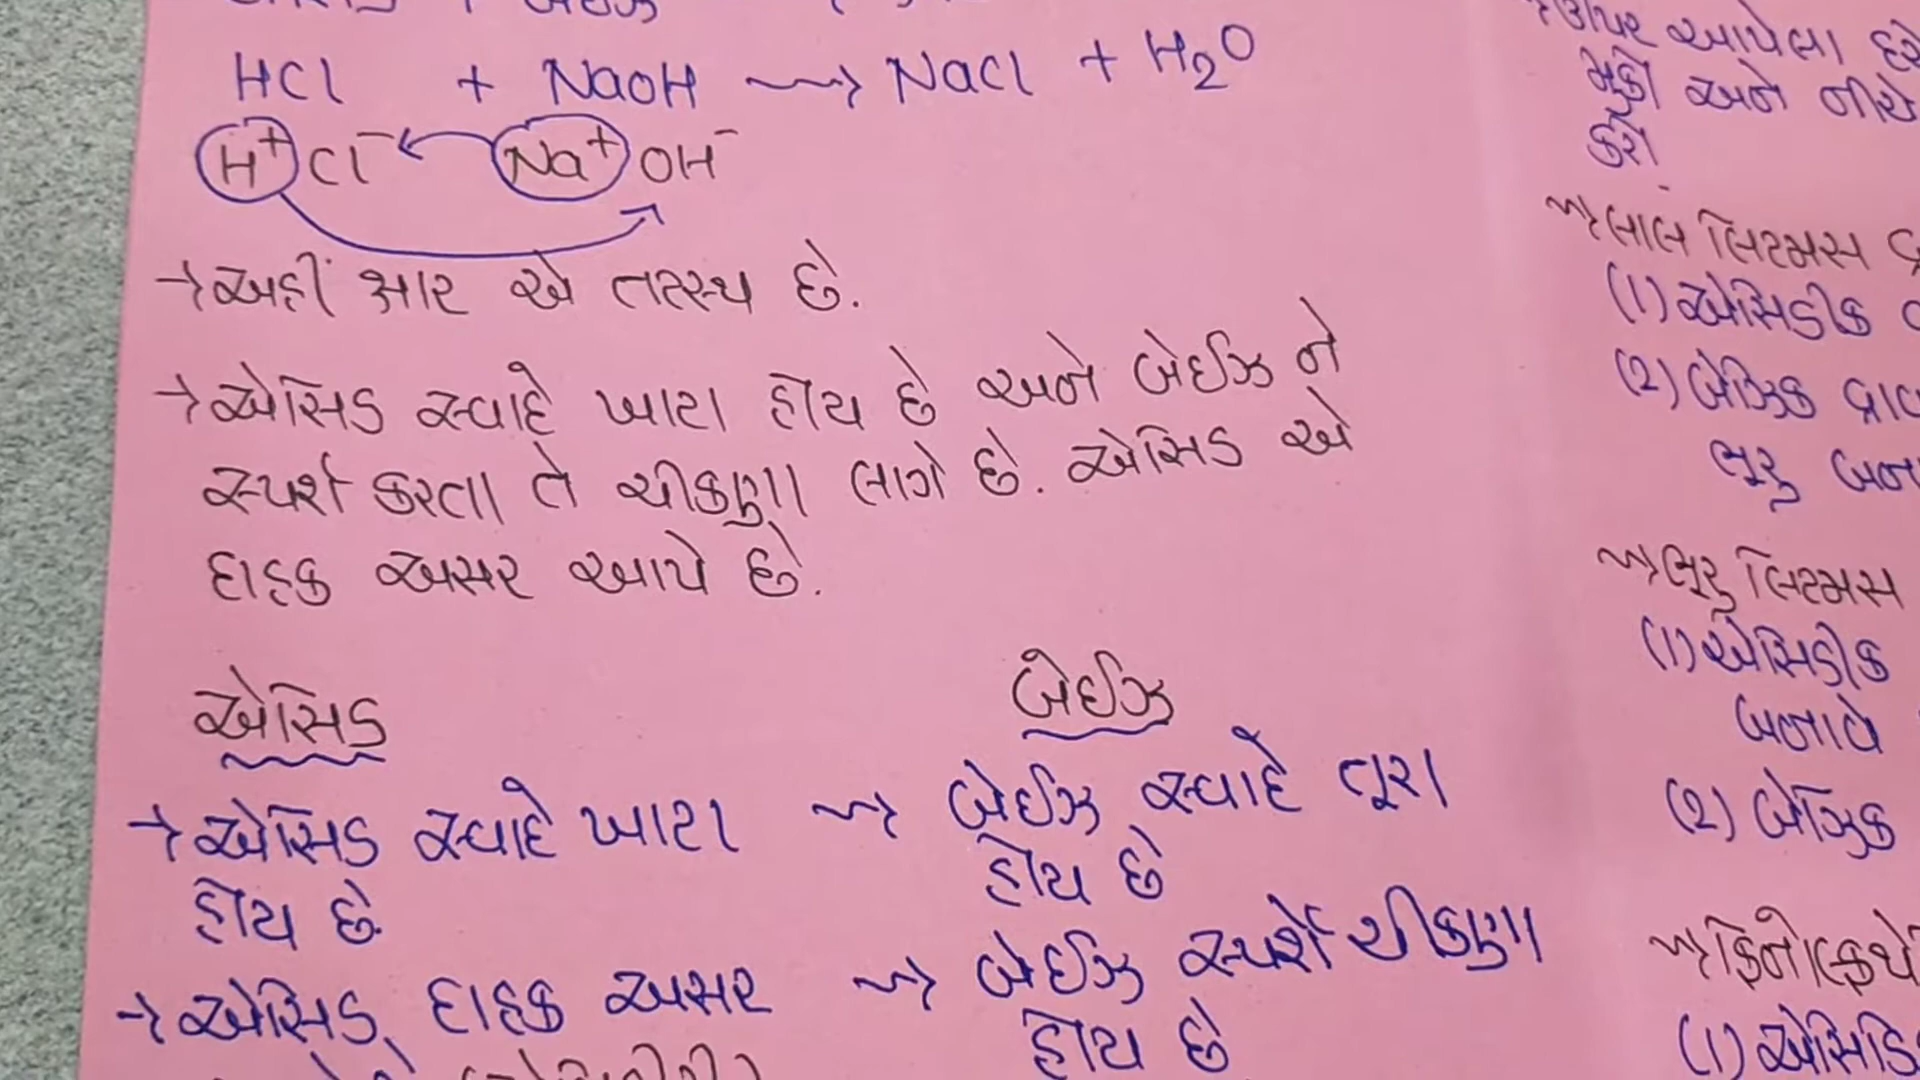 HCl + NaOH → NaCl + H2O
H+ Cl- Na+ OH-
→ અહીં ક્ષાર એ તટસ્થ છે.
→ એસિડ સ્વાદે ખાટા હોય છે અને બેઈઝ ને
સ્પર્શ કરતા તે ચીકણા લાગે છે. એસિડ એ
દાહક અસર આપે છે.
એસિડ
→ એસિડ સ્વાદે ખાટા
હોય છે
→ એસિડ દાહક અસર
બેઈઝ
→ બેઈઝ સ્વાદે તૂરા
હોય છે
→ બેઈઝ સ્પર્શે ચીકણા
હોય છે
→ ઉપર આપેલા
મુકો અને નીચે
કરો
→ લાલ લિટમસ
(1) એસિડીક
(2) બેઝિક
ભૂરુ
→ ભૂરુ લિટમસ
(1) એસિડીક
બનાવે
(2) બેઝિક
(1)